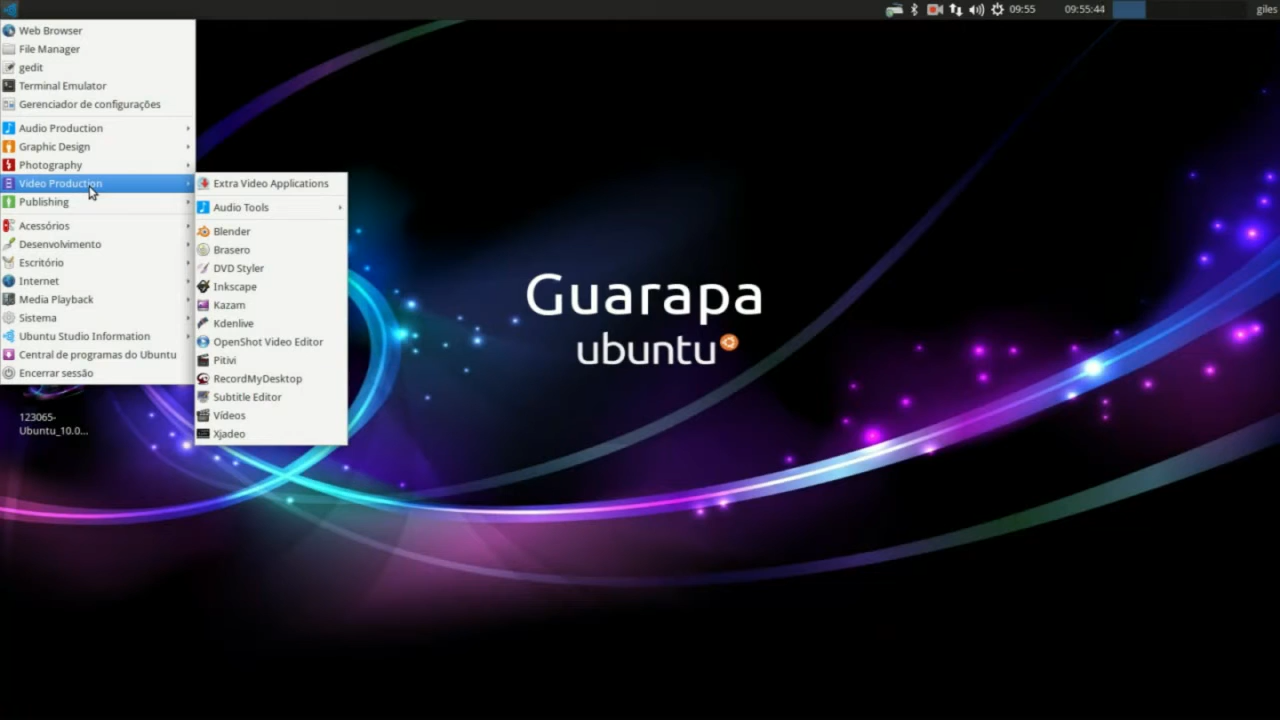 09:55
09:55:44
giles
Web Browser
File Manager
gedit
Terminal Emulator
Gerenciador de configurações
Audio Production
Graphic Design
Photography
Video Production
Publishing
Acessórios
Desenvolvimento
Escritório
Internet
Media Playback
Sistema
Ubuntu Studio Information
Central de programas do Ubuntu
Encerrar sessão
Extra Video Applications
Audio Tools
Blender
Brasero
DVD Styler
Inkscape
Kazam
Kdenlive
OpenShot Video Editor
Pitivi
RecordMyDesktop
Subtitle Editor
Vídeos
Xjadeo
123065-
Ubuntu_10.0...
Guarapa
ubuntu